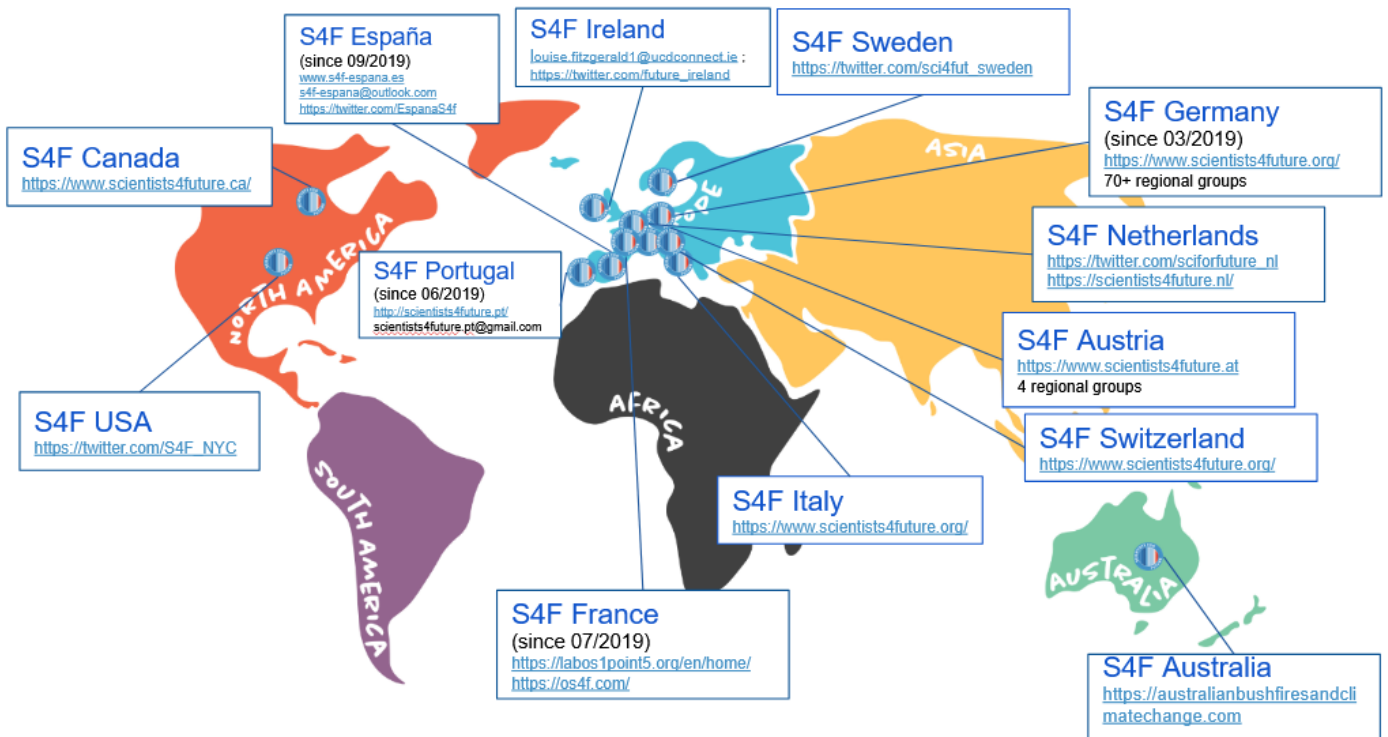 S4F España
(since 09/2019)
www.s4f-espana.es
s4f-espana@outlook.com
https://twitter.com/EspanaS4f
S4F Ireland
louise.fitzgerald1@ucdconnect.ie ;
https://twitter.com/future_ireland
S4F Sweden
https://twitter.com/sci4fut_sweden
S4F Germany
(since 03/2019)
https://www.scientists4future.org/
70+ regional groups
S4F Canada
https://www.scientists4future.ca/
S4F Netherlands
https://twitter.com/sciforfuture_nl
https://scientists4future.nl/
S4F Portugal
(since 06/2019)
http://scientists4future.pt/
scientists4future.pt@gmail.com
S4F Austria
https://www.scientists4future.at
4 regional groups
S4F USA
https://twitter.com/S4F_NYC
S4F Switzerland
https://www.scientists4future.org/
S4F Italy
https://www.scientists4future.org/
S4F France
(since 07/2019)
https://labos1point5.org/en/home/
https://os4f.com/
S4F Australia
https://australianbushfiresandcli
matechange.com
NORTH AMERICA
SOUTH AMERICA
AFRICA
ASIA
AUSTRALIA